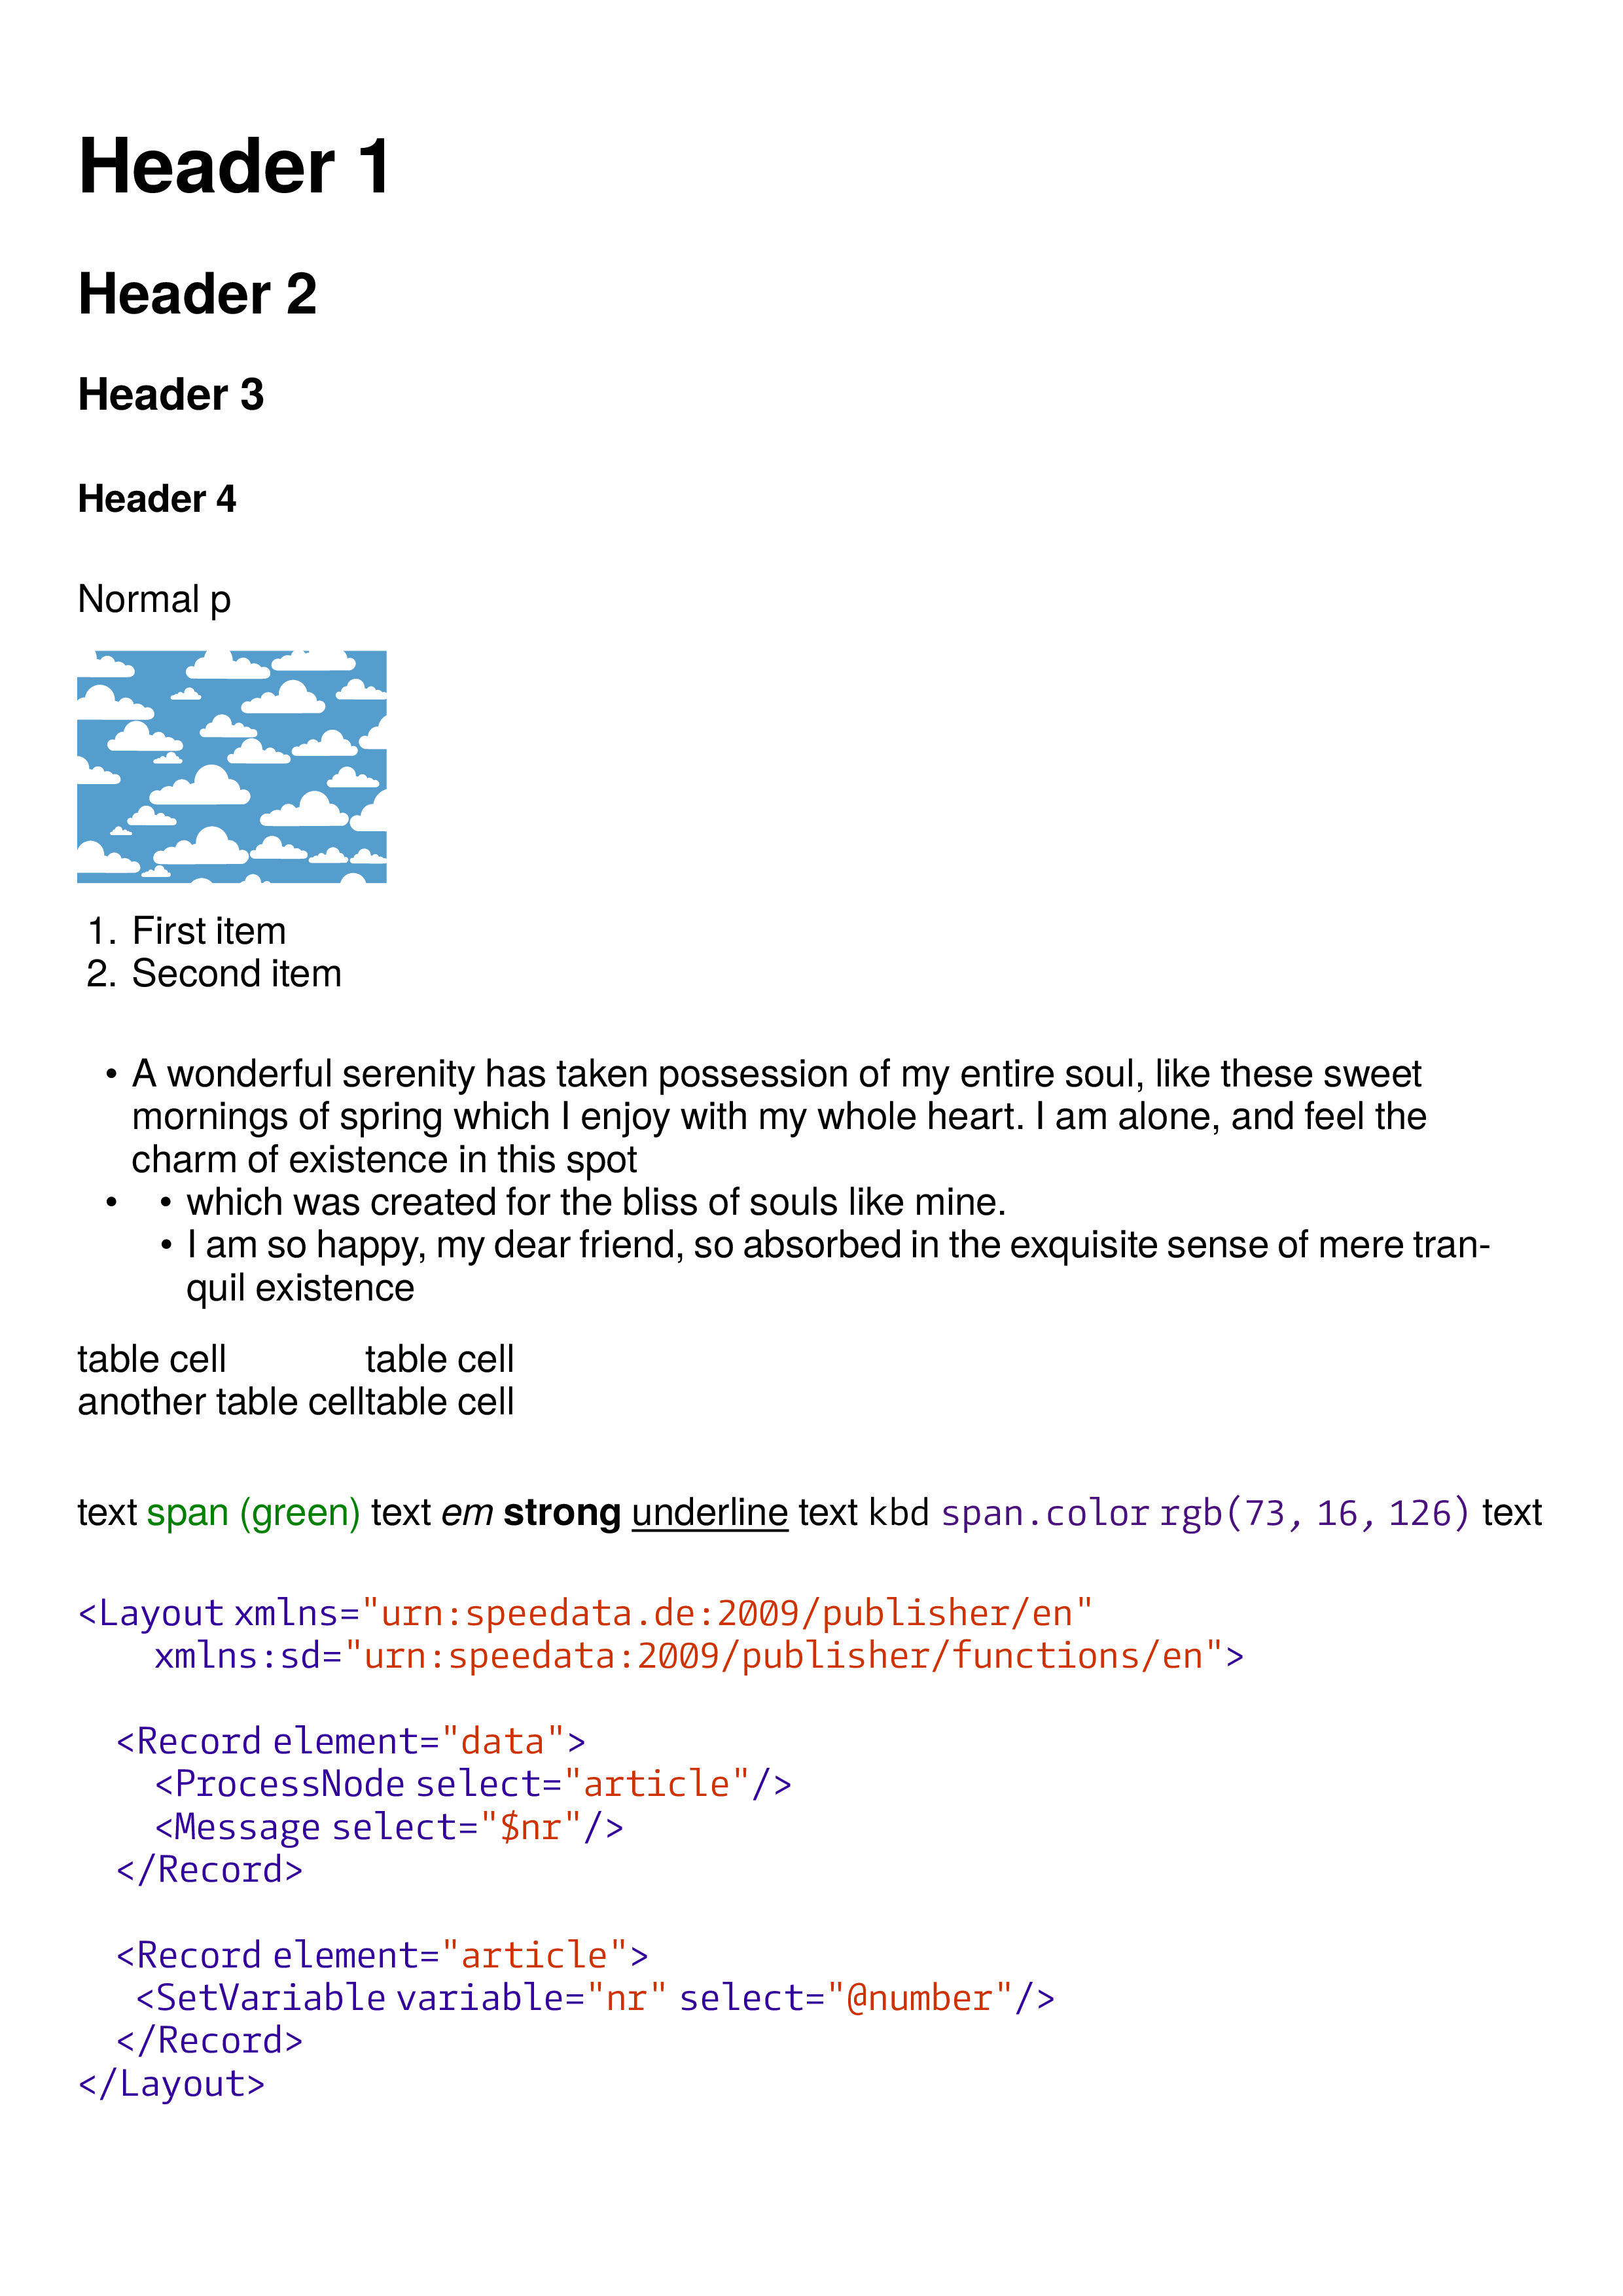 Header 1
Header 2
Header 3
Header 4
Normal p
1. First item
2. Second item
• A wonderful serenity has taken possession of my entire soul, like these sweet
mornings of spring which I enjoy with my whole heart. I am alone, and feel the
charm of existence in this spot
• • which was created for the bliss of souls like mine.
• I am so happy, my dear friend, so absorbed in the exquisite sense of mere tran-
quil existence
table cell table cell
another table celltable cell
text span (green) text em strong underline text kbd span.color rgb(73, 16, 126) text
<Layout xmlns="urn:speedata.de:2009/publisher/en"
    xmlns:sd="urn:speedata:2009/publisher/functions/en">
  <Record element="data">
    <ProcessNode select="article"/>
    <Message select="$nr"/>
  </Record>
  <Record element="article">
   <SetVariable variable="nr" select="@number"/>
  </Record>
</Layout>